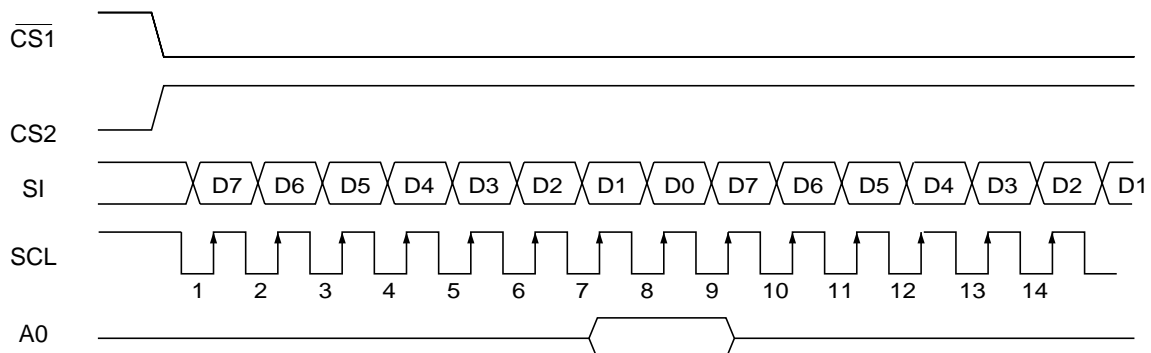 CS1
CS2
SI D7 D6 D5 D4 D3 D2 D1 D0 D7 D6 D5 D4 D3 D2 D1
SCL
1 2 3 4 5 6 7 8 9 10 11 12 13 14
A0